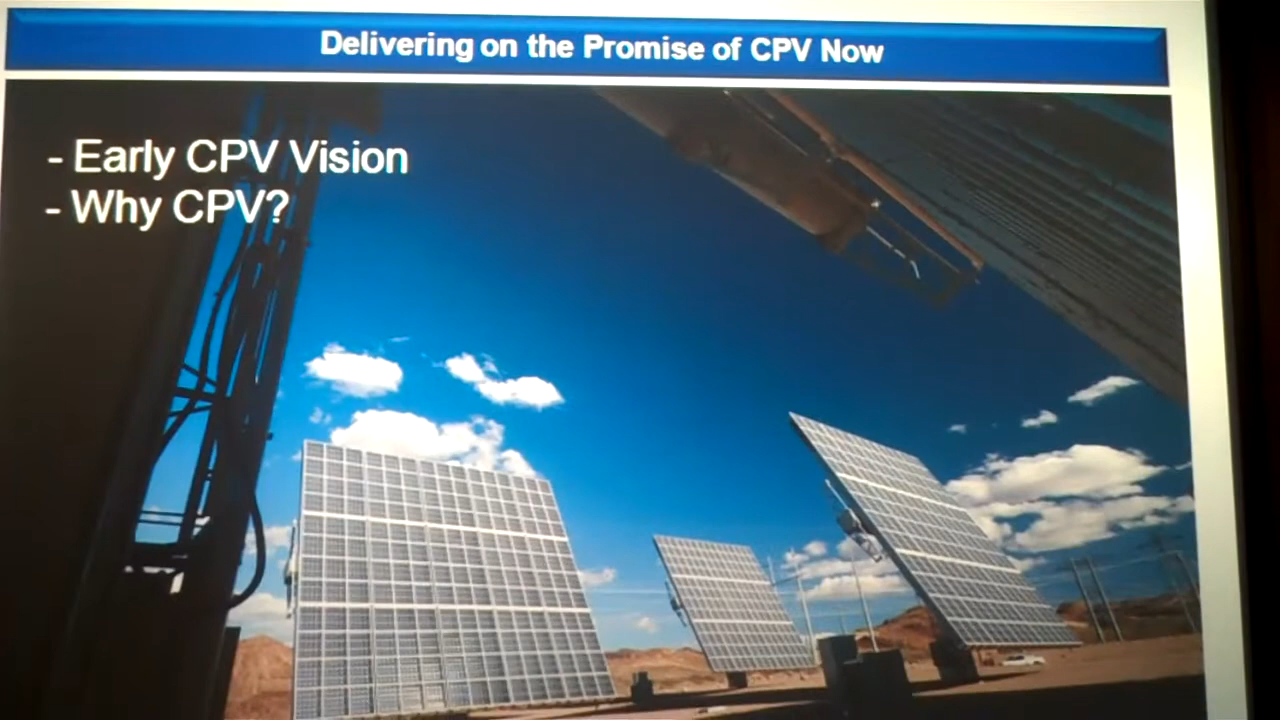 Delivering on the Promise of CPV Now
- Early CPV Vision
- Why CPV?